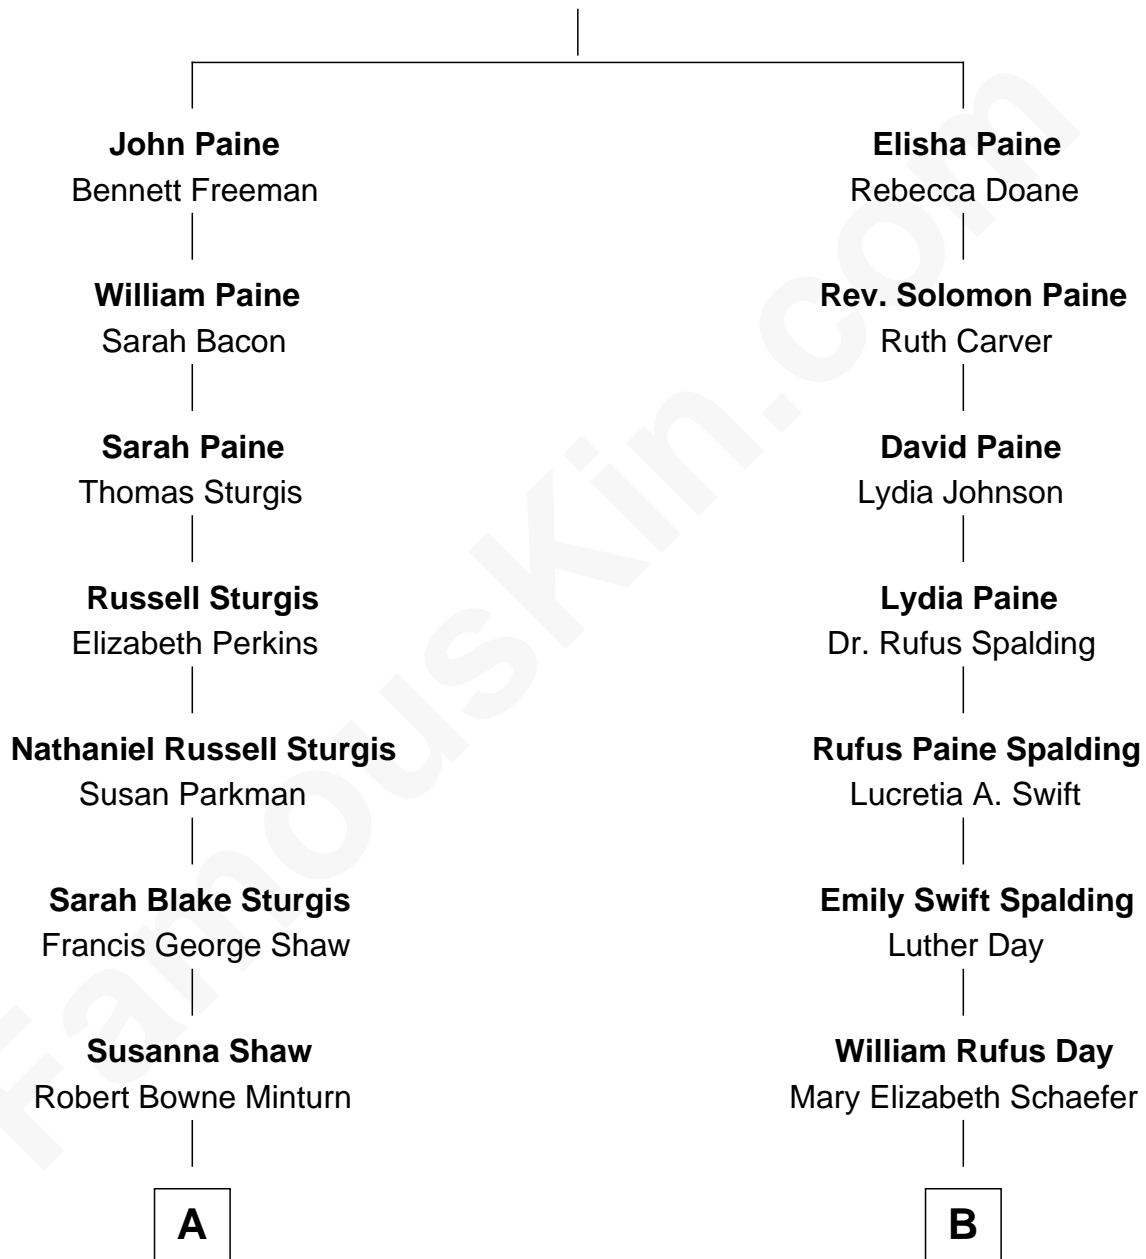 John Paine
Bennett Freeman
William Paine
Sarah Bacon
Sarah Paine
Thomas Sturgis
Russell Sturgis
Elizabeth Perkins
Nathaniel Russell Sturgis
Susan Parkman
Sarah Blake Sturgis
Francis George Shaw
Susanna Shaw
Robert Bowne Minturn
A
Elisha Paine
Rebecca Doane
Rev. Solomon Paine
Ruth Carver
David Paine
Lydia Johnson
Lydia Paine
Dr. Rufus Spalding
Rufus Paine Spalding
Lucretia A. Swift
Emily Swift Spalding
Luther Day
William Rufus Day
Mary Elizabeth Schaefer
B
FamousKin.com